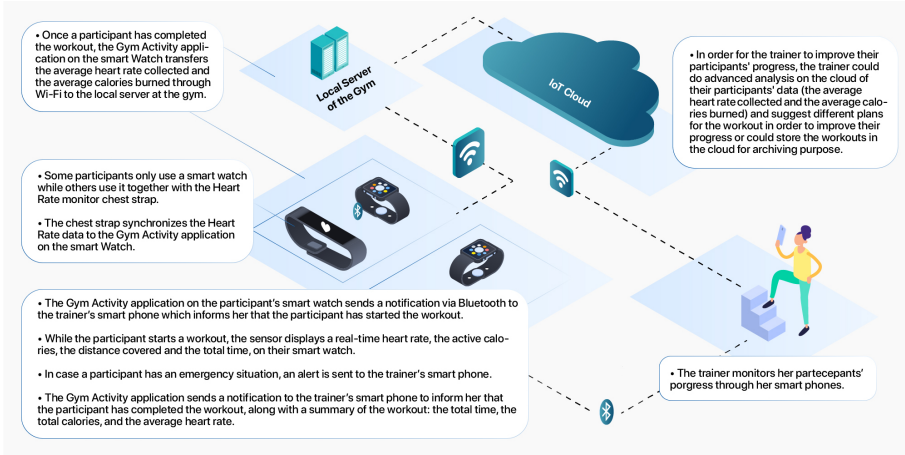 • Once a participant has completed
the workout, the Gym Activity appli-
cation on the smart Watch transfers
the average heart rate collected and
the average calories burned through
Wi-Fi to the local server at the gym.
Local Server
of the Gym
IoT Cloud
• In order for the trainer to improve their
participants' progress, the trainer could
do advanced analysis on the cloud of
their participants' data (the average
heart rate collected and the average calo-
ries burned) and suggest different plans
for the workout in order to improve their
progress or could store the workouts in
the cloud for archiving purpose.
• Some participants only use a smart watch
while others use it together with the Heart
Rate monitor chest strap.
• The chest strap synchronizes the Heart
Rate data to the Gym Activity application
on the smart Watch.
• The Gym Activity application on the participant's smart watch sends a notification via Bluetooth to
the trainer's smart phone which informs her that the participant has started the workout.
• While the participant starts a workout, the sensor displays a real-time heart rate, the active calo-
ries, the distance covered and the total time, on their smart watch.
• In case a participant has an emergency situation, an alert is sent to the trainer's smart phone.
• The Gym Activity application sends a notification to the trainer's smart phone to inform her that
the participant has completed the workout, along with a summary of the workout: the total time, the
total calories, and the average heart rate.
• The trainer monitors her partecepants'
porgress through her smart phones.